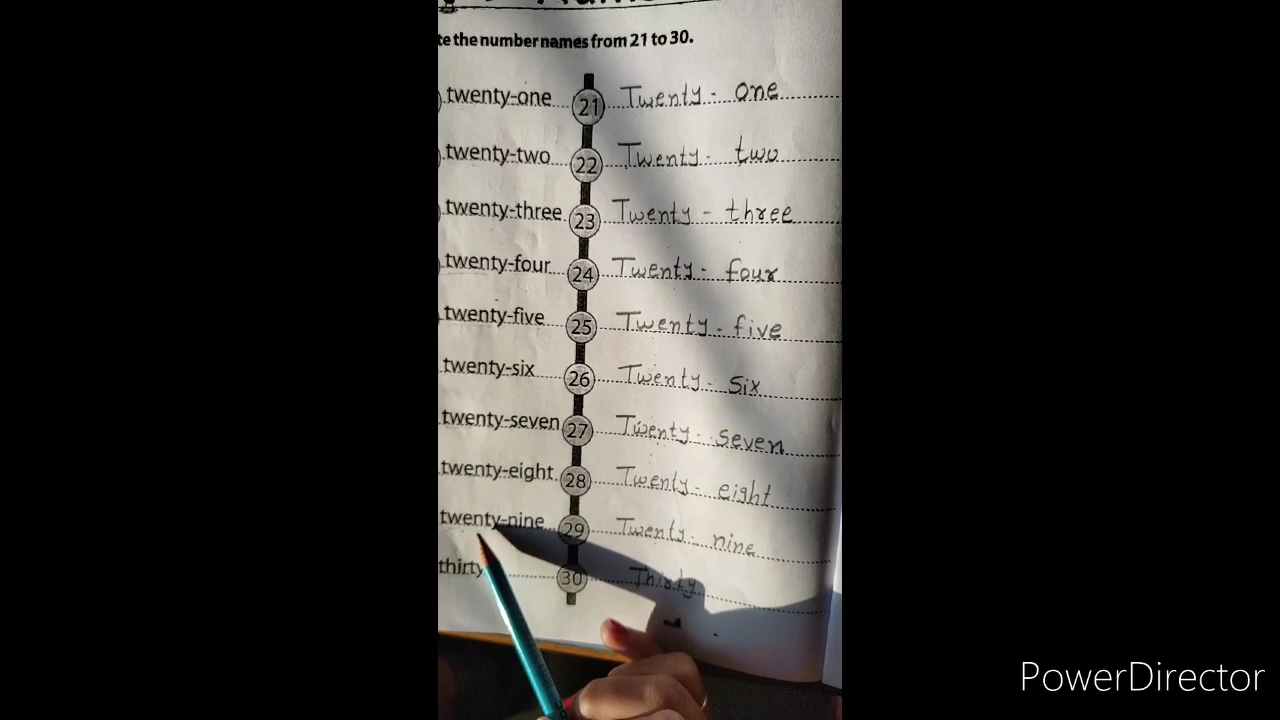 te the number names from 21 to 30.
twenty-one 21 Twenty - one
twenty-two 22 Twenty - two
twenty-three 23 Twenty - three
twenty-four 24 Twenty - four
twenty-five 25 Twenty - five
twenty-six 26 Twenty - six
twenty-seven 27 Twenty - seven
twenty-eight 28 Twenty - eight
twenty-nine 29 Twenty - nine
thirty 30 Thirty
PowerDirector